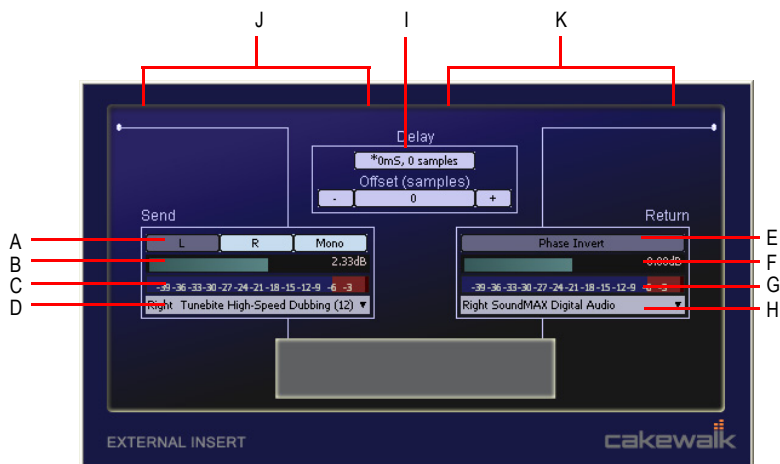 J I K
Delay
*0mS, 0 samples
Offset (samples)
- 0 +
Send Return
A L R Mono Phase Invert E
B 2.33dB 0.00dB F
C -39-36-33-30-27-24-21-18-15-12-9 -6 -3 -39-36-33-30-27-24-21-18-15-12-9 -6 -3 G
D Right Tunebite High-Speed Dubbing (12) ▼ Right SoundMAX Digital Audio ▼ H
EXTERNAL INSERT cakewalk